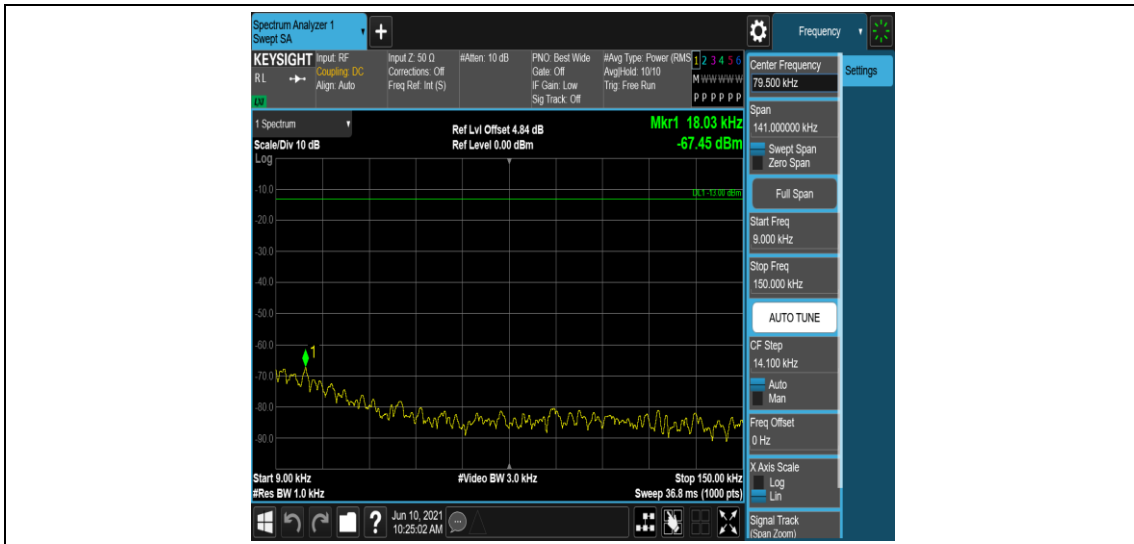 Spectrum Analyzer 1
Swept SA
+
Frequency
KEYSIGHT
RL
LXI
Input: RF
Coupling: DC
Align: Auto
Input Z: 50 Ω
Corrections: Off
Freq Ref: Int (S)
#Atten: 10 dB
PNO: Best Wide
Gate: Off
IF Gain: Low
Sig Track: Off
#Avg Type: Power (RMS
Avg|Hold: 10/10
Trig: Free Run
1 2 3 4 5 6
M W W W W W
P P P P P P
1 Spectrum
Scale/Div 10 dB
Log
Ref Lvl Offset 4.84 dB
Ref Level 0.00 dBm
Mkr1 18.03 kHz
-67.45 dBm
DL1 -13.00 dBm
-10.0
-20.0
-30.0
-40.0
-50.0
-60.0
1
-70.0
-80.0
-90.0
Start 9.00 kHz
#Res BW 1.0 kHz
#Video BW 3.0 kHz
Stop 150.00 kHz
Sweep 36.8 ms (1000 pts)
Center Frequency
79.500 kHz
Settings
Span
141.000000 kHz
Swept Span
Zero Span
Full Span
Start Freq
9.000 kHz
Stop Freq
150.000 kHz
AUTO TUNE
CF Step
14.100 kHz
Auto
Man
Freq Offset
0 Hz
X Axis Scale
Log
Lin
Signal Track
(Span Zoom)
?
Jun 10, 2021
10:25:02 AM